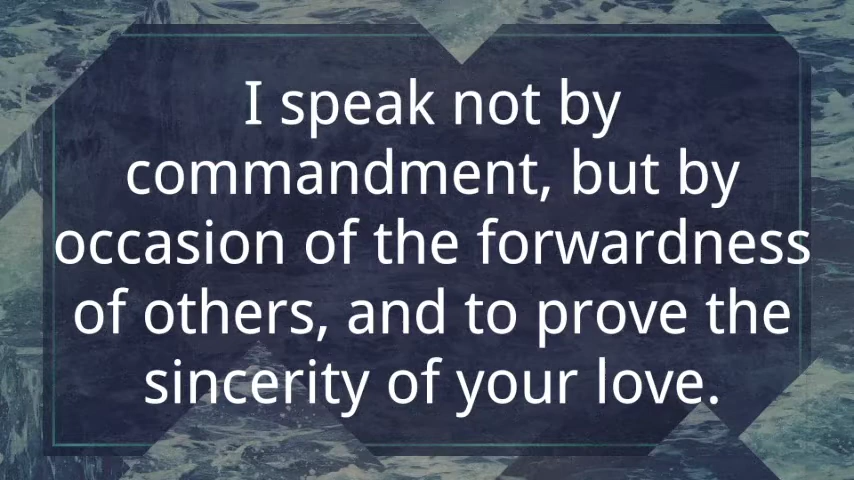 I speak not by
commandment, but by
occasion of the forwardness
of others, and to prove the
sincerity of your love.